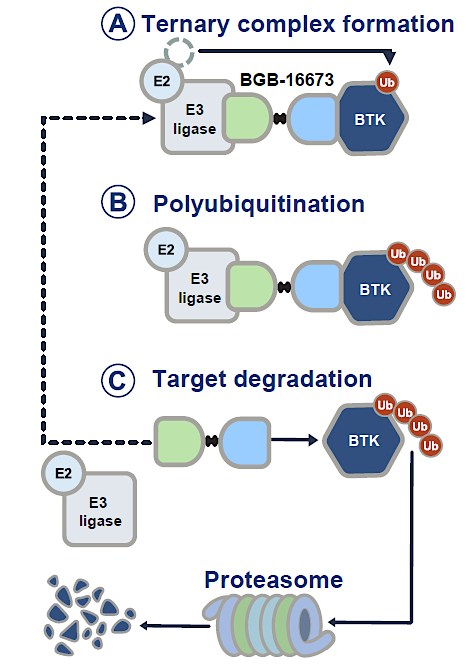 A Ternary complex formation
E2
BGB-16673
Ub
E3
ligase
BTK
B Polyubiquitination
E2
E3
ligase
BTK
Ub
Ub
Ub
Ub
C Target degradation
BTK
Ub
Ub
Ub
Ub
E2
E3
ligase
Proteasome